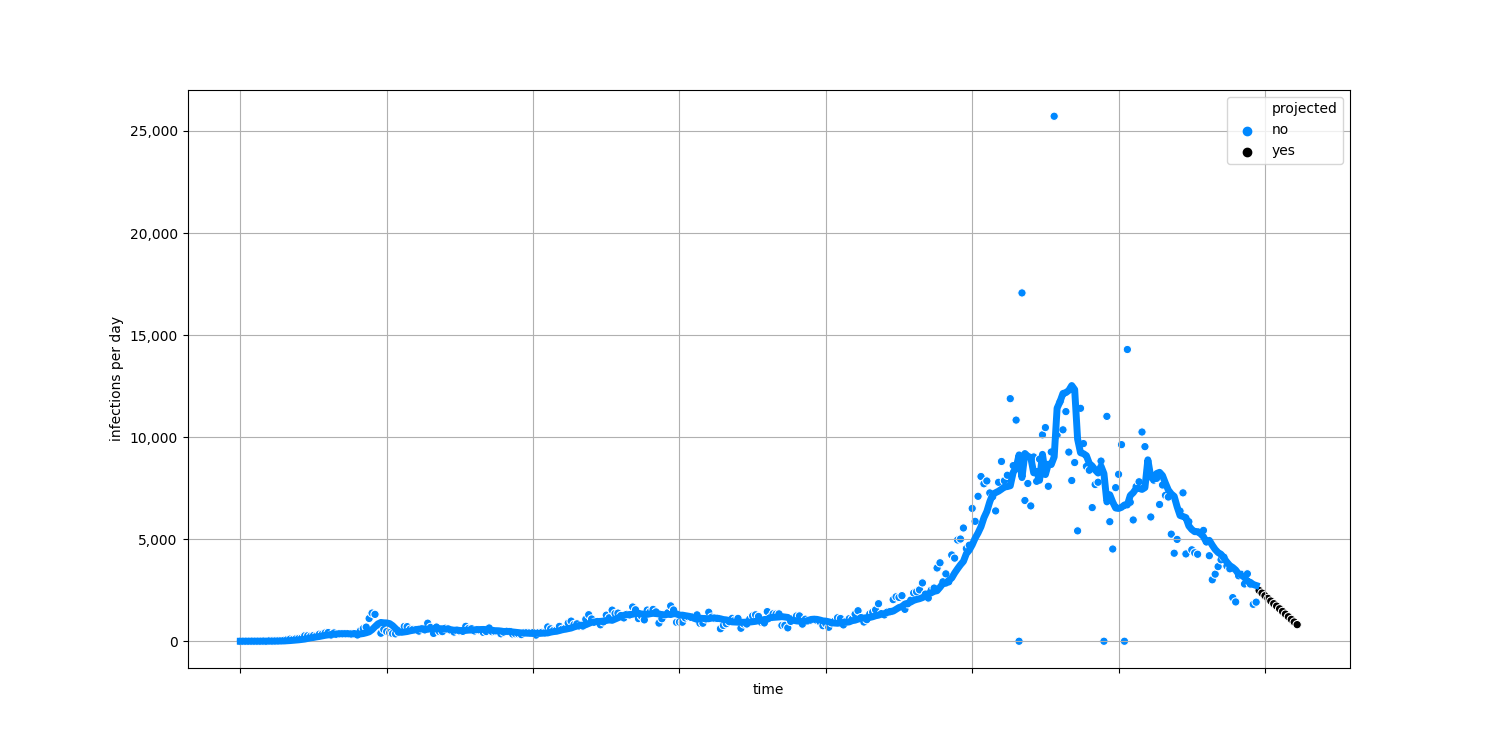 25,000
20,000
15,000
10,000
5,000
0
infections per day
time
projected
no
yes